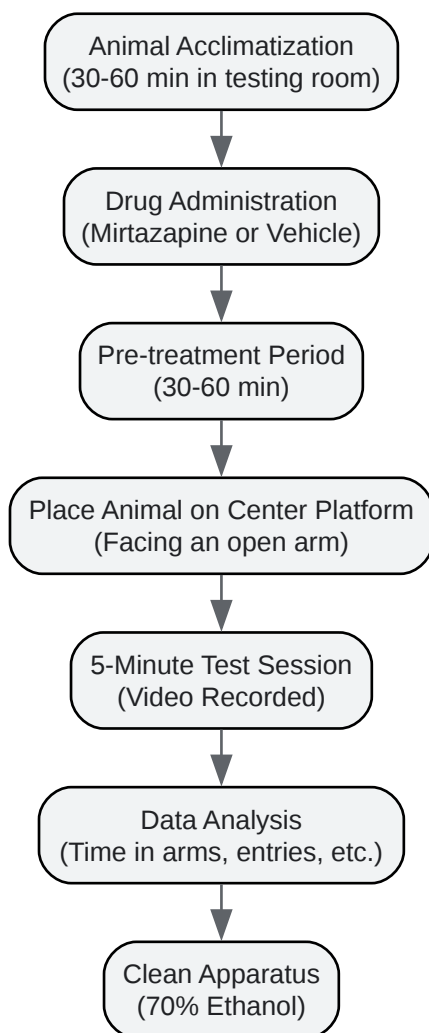 Animal Acclimatization
(30-60 min in testing room)
Drug Administration
(Mirtazapine or Vehicle)
Pre-treatment Period
(30-60 min)
Place Animal on Center Platform
(Facing an open arm)
5-Minute Test Session
(Video Recorded)
Data Analysis
(Time in arms, entries, etc.)
Clean Apparatus
(70% Ethanol)